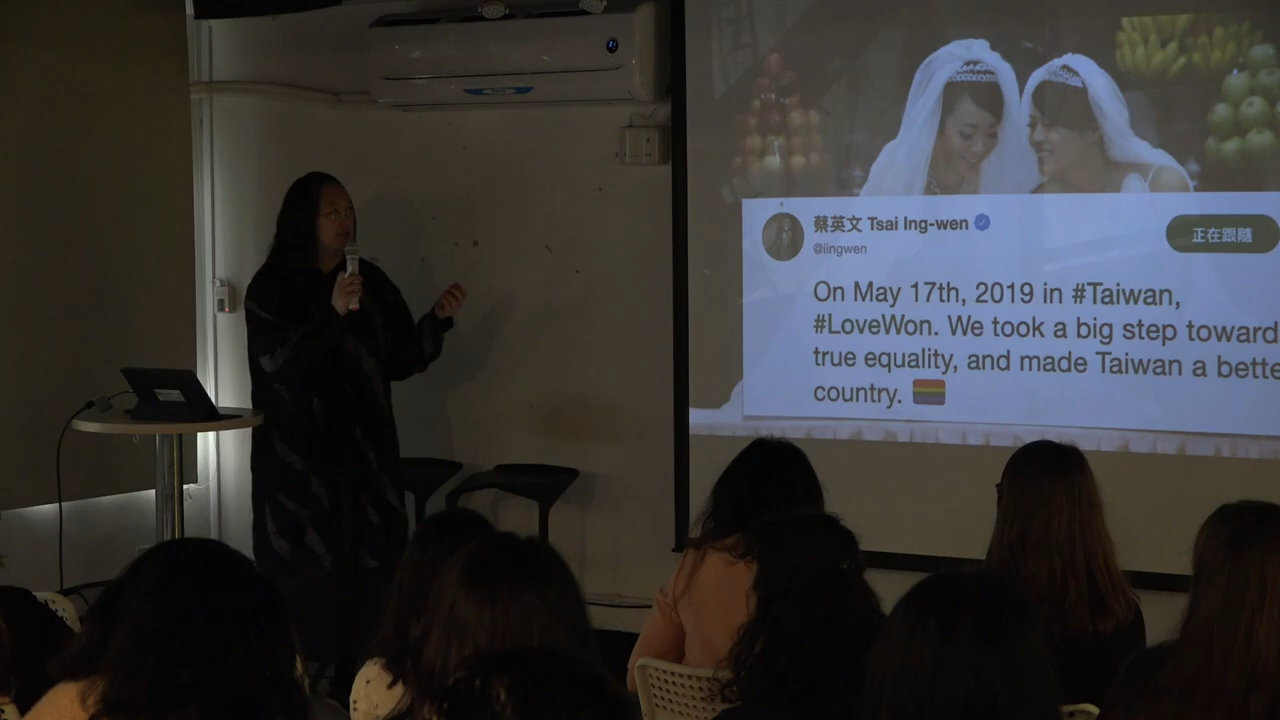 蔡英文 Tsai Ing-wen
@iingwen
正在跟隨
On May 17th, 2019 in #Taiwan,
#LoveWon. We took a big step toward
true equality, and made Taiwan a bette
country.